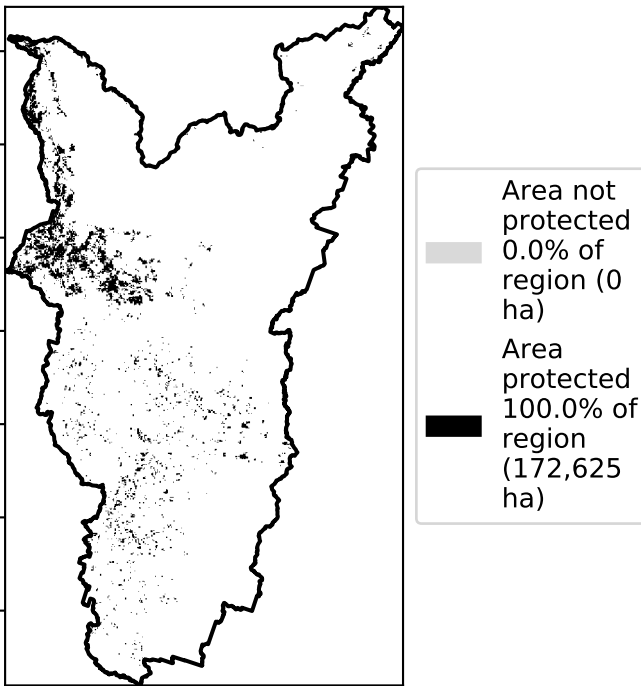 Area not
protected
0.0% of
region (0
ha)
Area
protected
100.0% of
region
(172,625
ha)